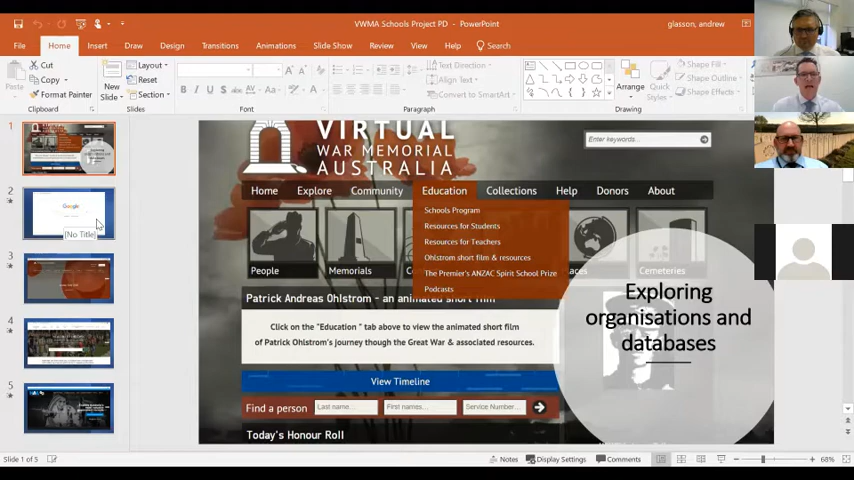 VWMA Schools Project PD - PowerPoint
glasson, andrew
File Home Insert Draw Design Transitions Animations Slide Show Review View Help Search
Paste
Cut
Copy
Format Painter
Clipboard
New
Slide
Layout
Reset
Section
Slides
B I U S
Font
Paragraph
Text Direction
Align Text
Convert to SmartArt
Arrange
Quick
Styles
Drawing
Shape Fill
Shape Outline
Shape Effects
1
2
Google
[No Title]
3
4
5
VIRTUAL
WAR MEMORIAL
AUSTRALIA
Enter keywords...
Home Explore Community Education Collections Help Donors About
Schools Program
Resources for Students
Resources for Teachers
Ohlstrom short film & resources
The Premier's ANZAC Spirit School Prize
Podcasts
People
Memorials
Cemeteries
Patrick Andreas Ohlstrom - an animated short film
Click on the "Education " tab above to view the animated short film
of Patrick Ohlstrom's journey though the Great War & associated resources.
View Timeline
Find a person Last name... First names... Service Number...
Today's Honour Roll
Exploring
organisations and
databases
Slide 1 of 5
Notes Display Settings Comments
68%